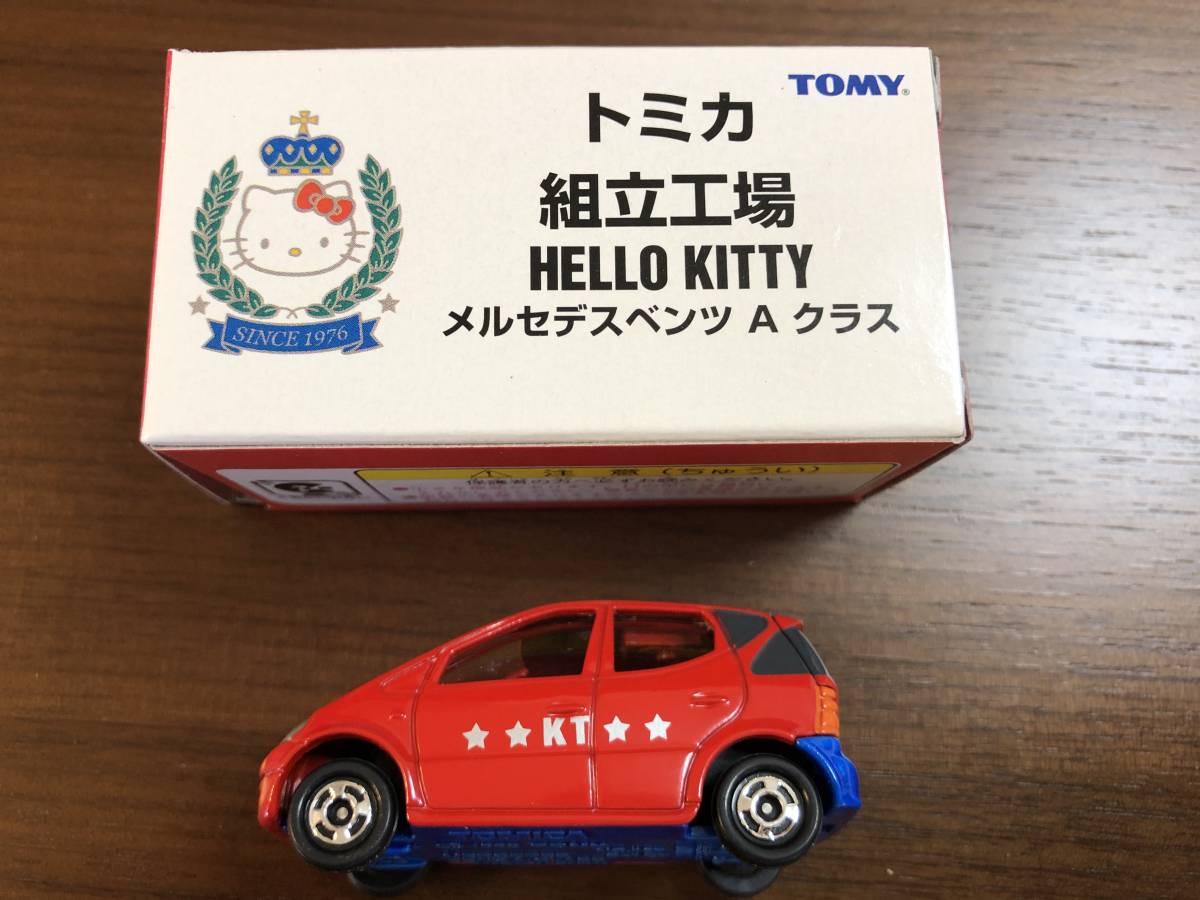 TOMY®
トミカ
組立工場
HELLO KITTY
メルセデスベンツ A クラス
SINCE 1976
注 意 (ちゅうい)
★★KT★★
TOMICA